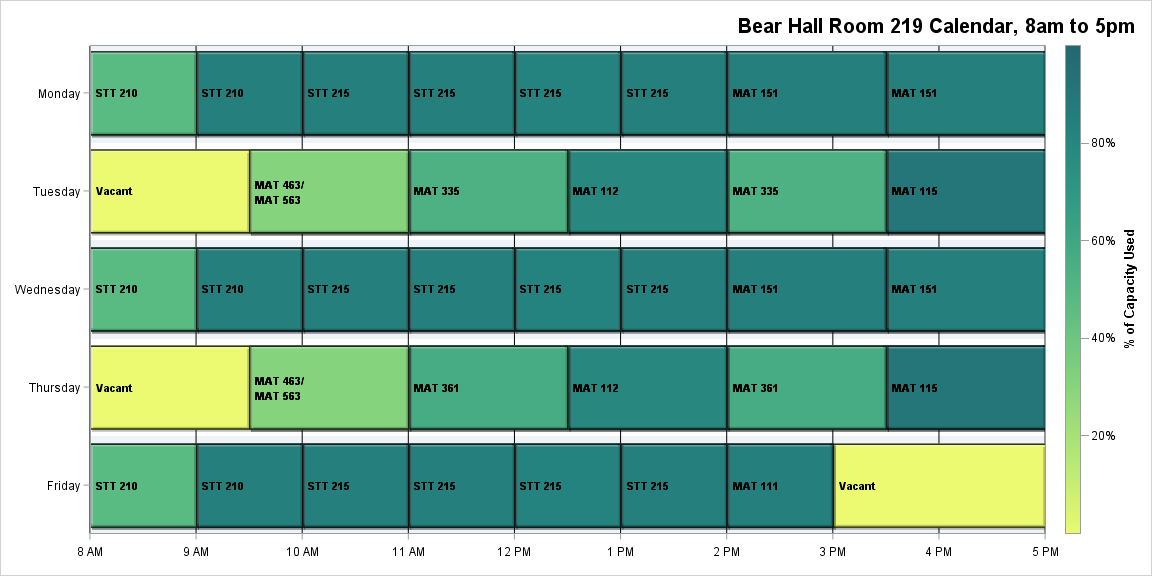 Bear Hall Room 219 Calendar, 8am to 5pm
Monday
STT 210
STT 210
STT 215
STT 215
STT 215
STT 215
MAT 151
MAT 151
Tuesday
Vacant
MAT 463/
MAT 563
MAT 335
MAT 112
MAT 335
MAT 115
Wednesday
STT 210
STT 210
STT 215
STT 215
STT 215
STT 215
MAT 151
MAT 151
Thursday
Vacant
MAT 463/
MAT 563
MAT 361
MAT 112
MAT 361
MAT 115
Friday
STT 210
STT 210
STT 215
STT 215
STT 215
STT 215
MAT 111
Vacant
8 AM
9 AM
10 AM
11 AM
12 PM
1 PM
2 PM
3 PM
4 PM
5 PM
80%
60%
40%
20%
% of Capacity Used